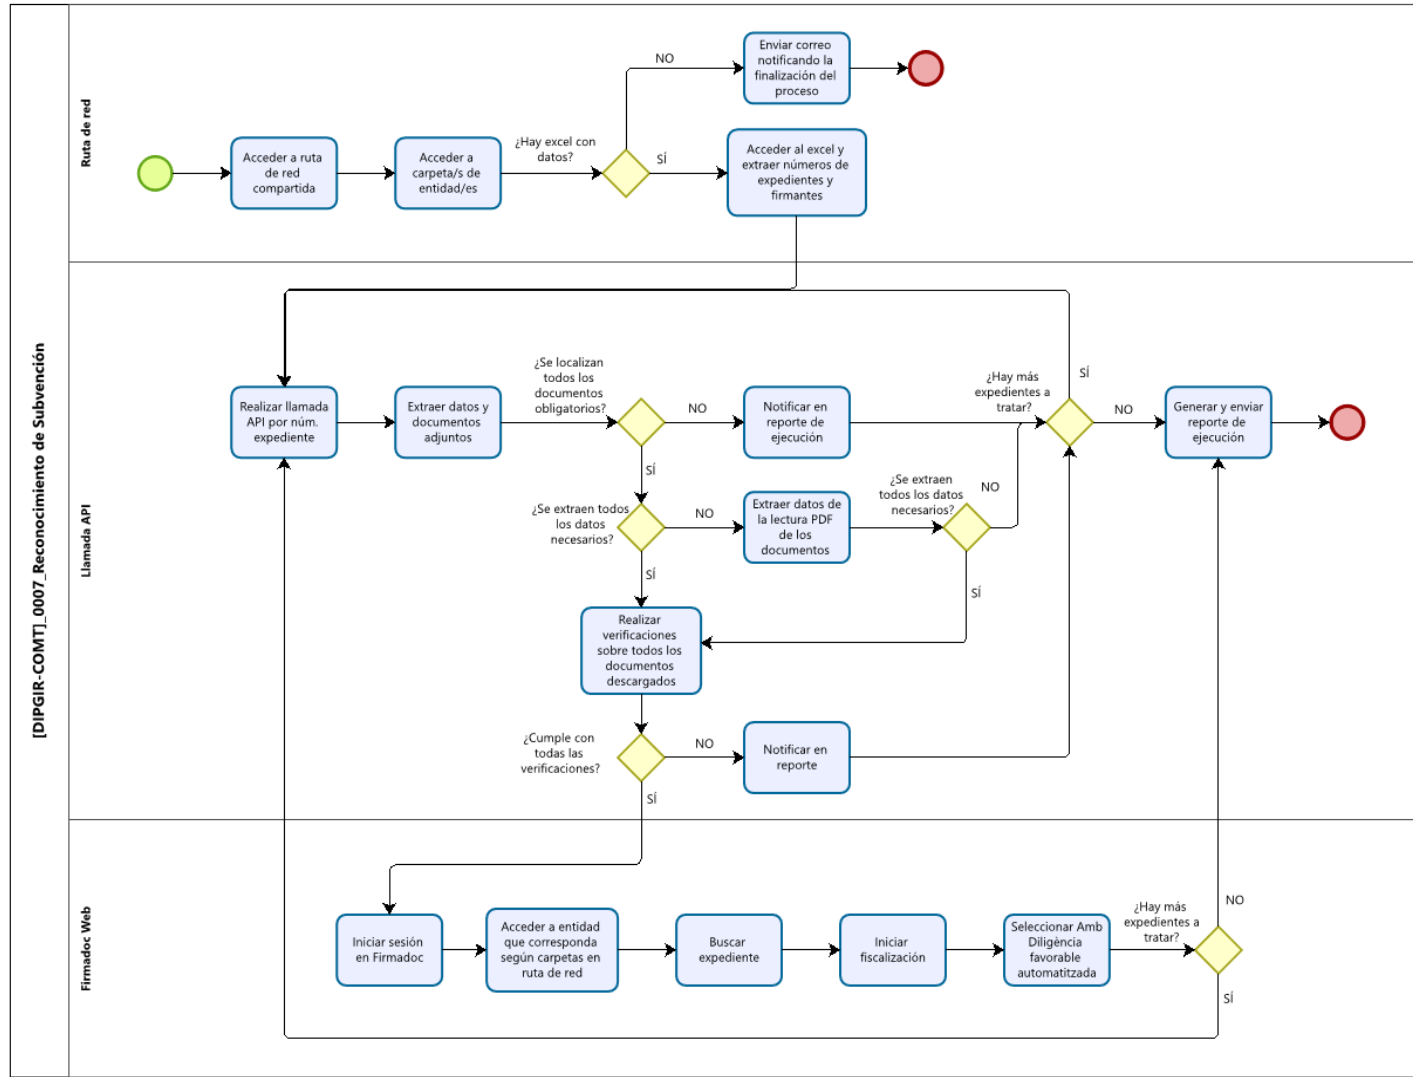 [DIPGIR-COMT]_0007_Reconocimiento de Subvención
Ruta de red
Enviar correo
notificando la
finalización del
proceso
NO
¿Hay excel con
datos?
SÍ
Acceder a ruta
de red
compartida
Acceder a
carpeta/s de
entidad/es
Acceder al excel y
extraer números de
expedientes y
firmantes
Llamada API
¿Se localizan
todos los
documentos
obligatorios?
¿Hay más
expedientes a
tratar?
SÍ
Realizar llamada
API por núm.
expediente
Extraer datos y
documentos
adjuntos
NO
Notificar en
reporte de
ejecución
NO
Generar y enviar
reporte de
ejecución
SÍ
¿Se extraen todos
los datos
necesarios?
NO
Extraer datos de
la lectura PDF
de los
documentos
¿Se extraen
todos los datos
necesarios?
NO
SÍ
SÍ
Realizar
verificaciones
sobre todos los
documentos
descargados
¿Cumple con
todas las
verificaciones?
NO
Notificar en
reporte
SÍ
Firmadoc Web
Iniciar sesión
en Firmadoc
Acceder a entidad
que corresponda
según carpetas en
ruta de red
Buscar
expediente
Iniciar
fiscalización
Seleccionar Amb
Diligència
favorable
automatitzada
¿Hay más
expedientes a
tratar?
NO
SÍ